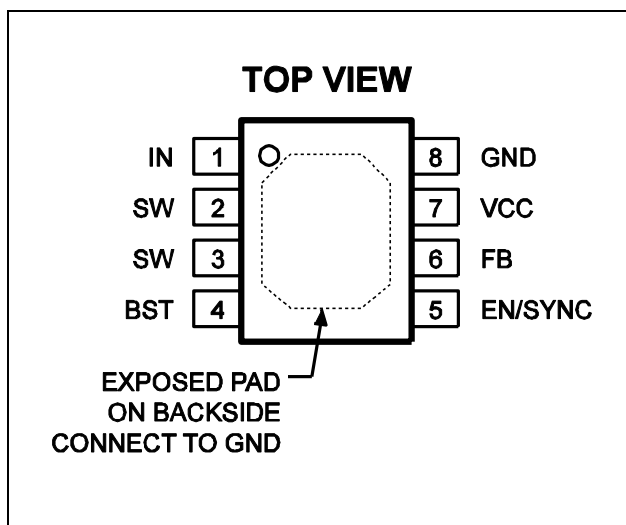 TOP VIEW
IN 1 8 GND
SW 2 7 VCC
SW 3 6 FB
BST 4 5 EN/SYNC
EXPOSED PAD
ON BACKSIDE
CONNECT TO GND